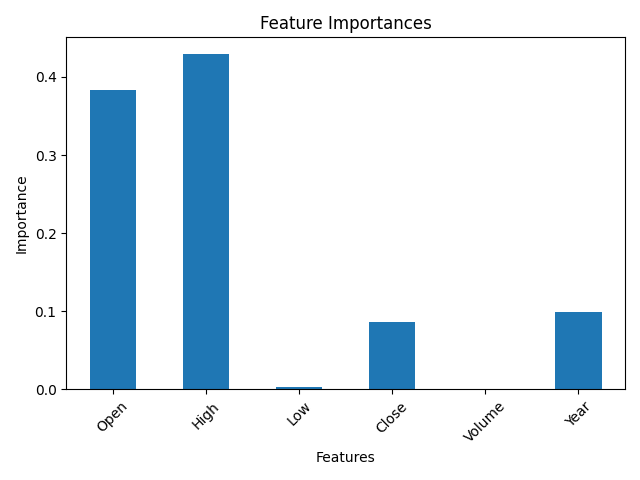 Feature Importances
Importance
0.4
0.3
0.2
0.1
0.0
Open
High
Low
Close
Volume
Year
Features